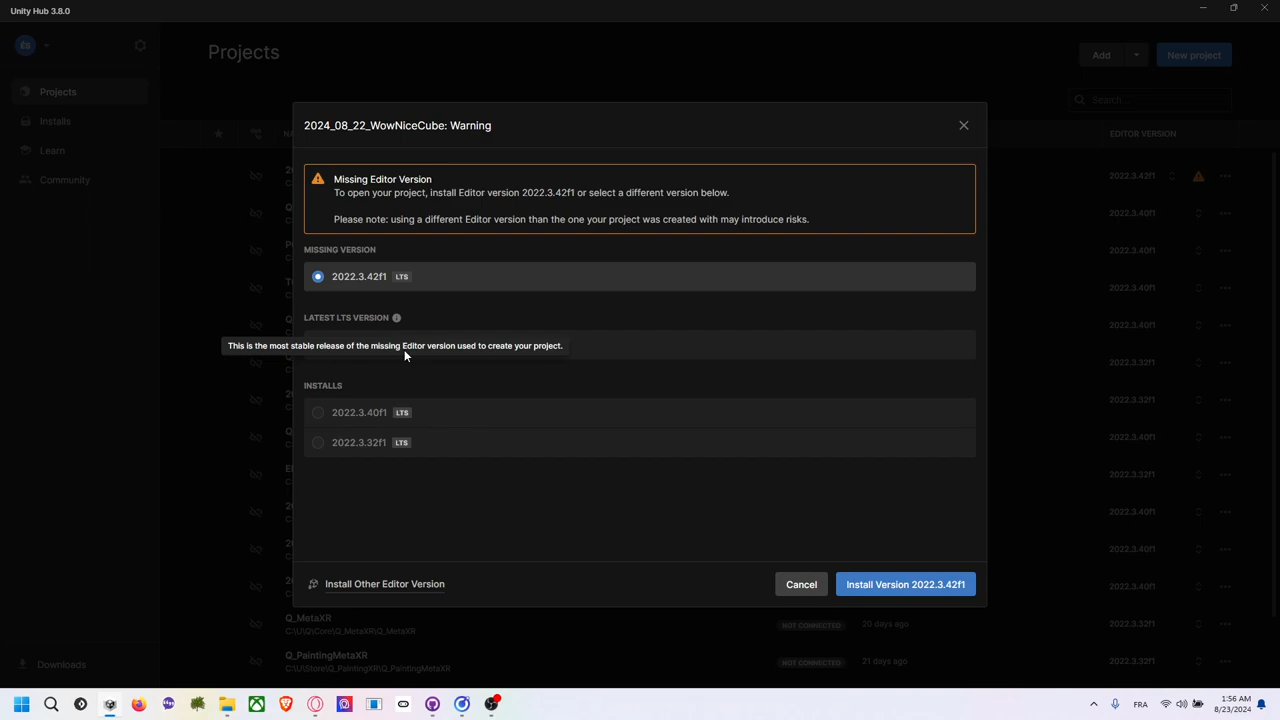 Unity Hub 3.8.0
Projects
Add
New project
Search...
Projects
Installs
Learn
Community
Downloads
EDITOR VERSION
2024_08_22_WowNiceCube: Warning
Missing Editor Version
To open your project, install Editor version 2022.3.42f1 or select a different version below.
Please note: using a different Editor version than the one your project was created with may introduce risks.
MISSING VERSION
2022.3.42f1 LTS
LATEST LTS VERSION
This is the most stable release of the missing Editor version used to create your project.
INSTALLS
2022.3.40f1 LTS
2022.3.32f1 LTS
Install Other Editor Version
Cancel
Install Version 2022.3.42f1
2022.3.42f1
2022.3.40f1
2022.3.40f1
2022.3.40f1
2022.3.40f1
2022.3.32f1
2022.3.32f1
2022.3.40f1
2022.3.32f1
2022.3.40f1
2022.3.40f1
2022.3.40f1
Q_MetaXR
C:\U\Q\Core\Q_MetaXR\Q_MetaXR
NOT CONNECTED
20 days ago
2022.3.32f1
Q_PaintingMetaXR
C:\U\Store\Q_PaintingXR\Q_PaintingMetaXR
NOT CONNECTED
21 days ago
2022.3.32f1
FRA
1:56 AM
8/23/2024